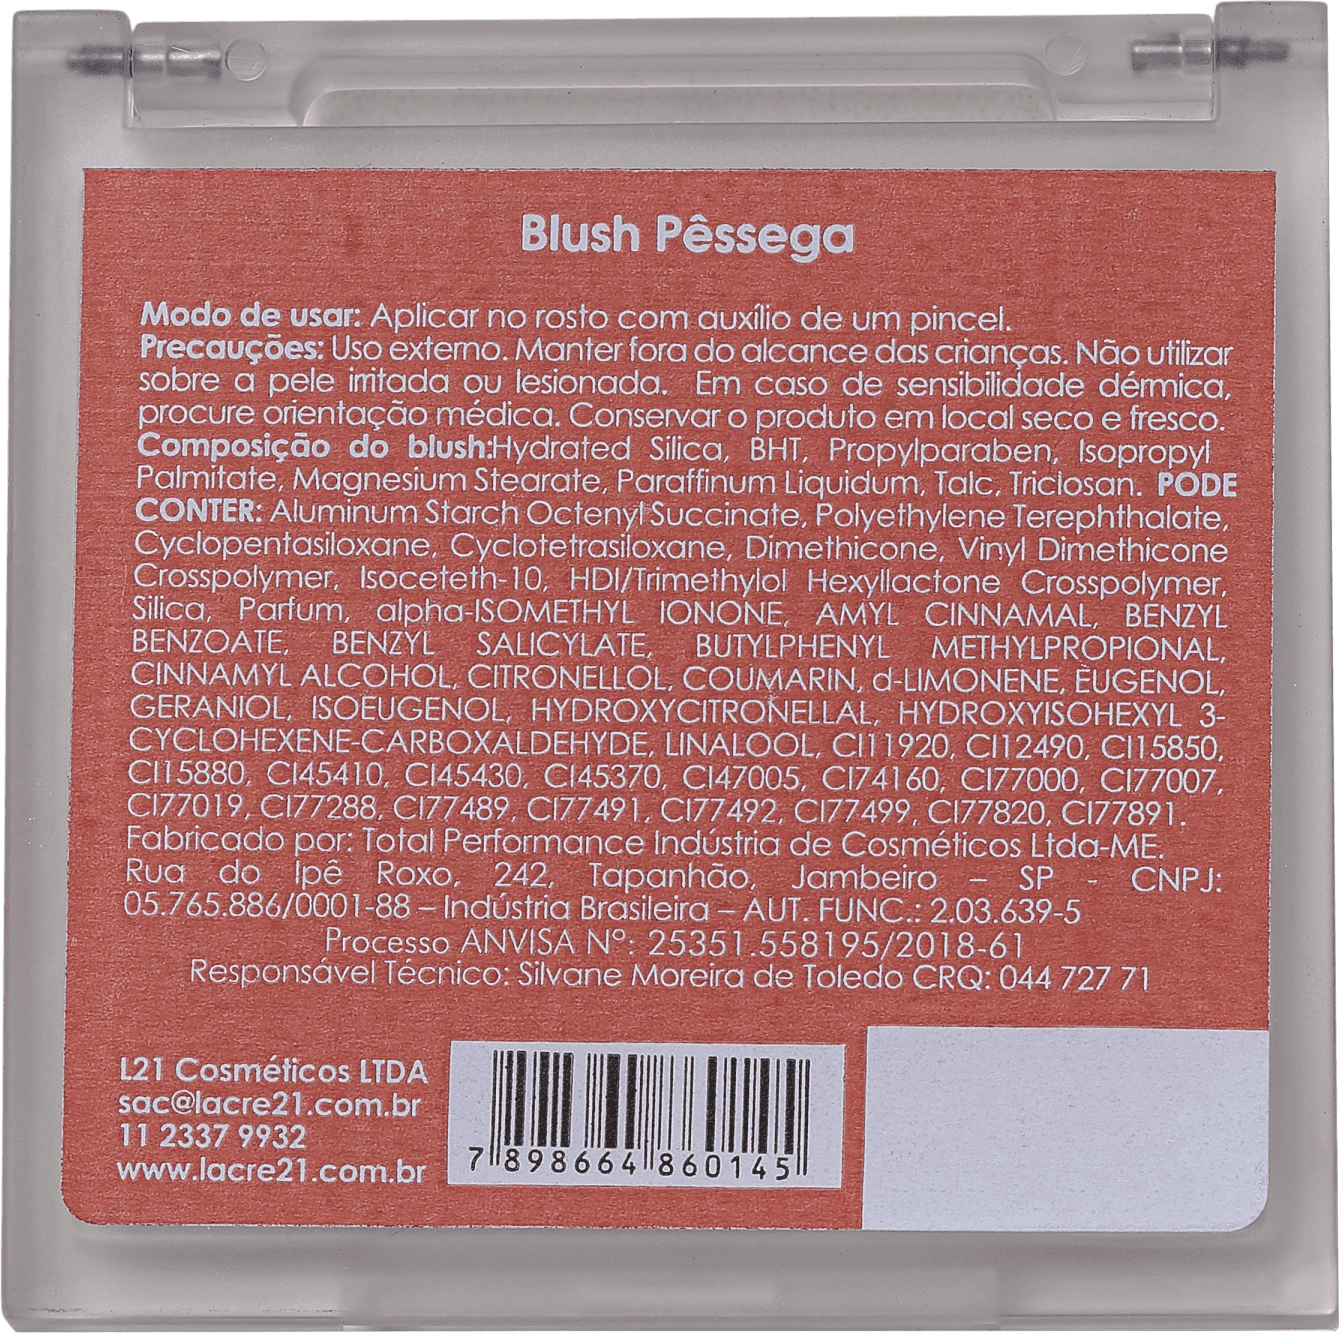 Blush Pêssega
Modo de usar: Aplicar no rosto com auxílio de um pincel.
Precauções: Uso externo. Manter fora do alcance das crianças. Não utilizar
sobre a pele irritada ou lesionada. Em caso de sensibilidade dérmica,
procure orientação médica. Conservar o produto em local seco e fresco.
Composição do blush:Hydrated Silica, BHT, Propylparaben, Isopropyl
Palmitate, Magnesium Stearate, Paraffinum Liquidum, Talc, Triclosan. PODE
CONTER: Aluminum Starch Octenyl Succinate, Polyethylene Terephthalate,
Cyclopentasiloxane, Cyclotetrasiloxane, Dimethicone, Vinyl Dimethicone
Crosspolymer, Isoceteth-10, HDI/Trimethylol Hexyllactone Crosspolymer,
Silica, Parfum, alpha-ISOMETHYL IONONE, AMYL CINNAMAL, BENZYL
BENZOATE, BENZYL SALICYLATE, BUTYLPHENYL METHYLPROPIONAL,
CINNAMYL ALCOHOL, CITRONELLOL, COUMARIN, d-LIMONENE, EUGENOL,
GERANIOL, ISOEUGENOL, HYDROXYCITRONELLAL, HYDROXYISOHEXYL 3-
CYCLOHEXENE-CARBOXALDEHYDE, LINALOOL, CI11920, CI12490, CI15850,
CI15880, CI45410, CI45430, CI45370, CI47005, CI74160, CI77000, CI77007,
CI77019, CI77288, CI77489, CI77491, CI77492, CI77499, CI77820, CI77891.
Fabricado por: Total Performance Indústria de Cosméticos Ltda-ME.
Rua do Ipê Roxo, 242, Tapanhão, Jambeiro – SP - CNPJ:
05.765.886/0001-88 – Indústria Brasileira – AUT. FUNC.: 2.03.639-5
Processo ANVISA Nº: 25351.558195/2018-61
Responsável Técnico: Silvane Moreira de Toledo CRQ: 044 727 71
L21 Cosméticos LTDA
sac@lacre21.com.br
11 2337 9932
www.lacre21.com.br
7 898664 860145